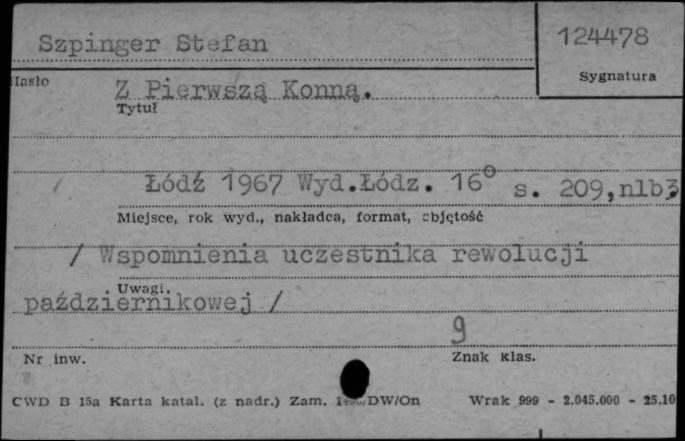 Szpinger Stefan
124478
Hasło
Sygnatura
Z Pierwszą Konną.
Tytuł
Łódź 1967 Wyd.Łódz. 16° s. 209,nlb3
Miejsce, rok wyd., nakładca, format, objętość
/ Wspomnienia uczestnika rewolucji
Uwagi.
październikowej /
9
Nr inw.
Znak klas.
CWD B 15a Karta katal. (z nadr.) Zam. DW/On Wrak 999 - 2.045.000 - 25.10